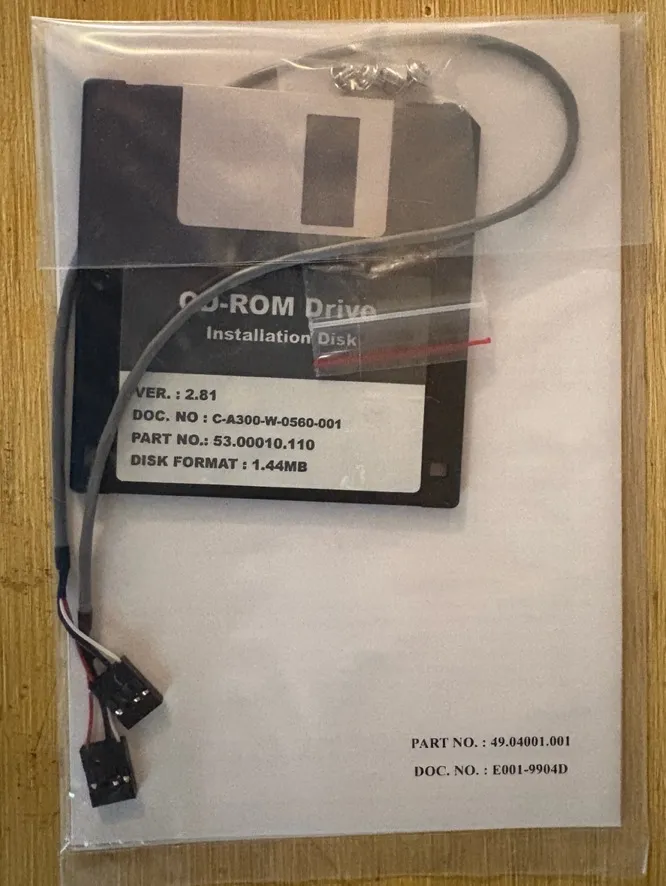 CD-ROM Drive
Installation Disk
VER. : 2.81
DOC. NO : C-A300-W-0560-001
PART NO.: 53.00010.110
DISK FORMAT : 1.44MB
PART NO. : 49.04001.001
DOC. NO. : E001-9904D